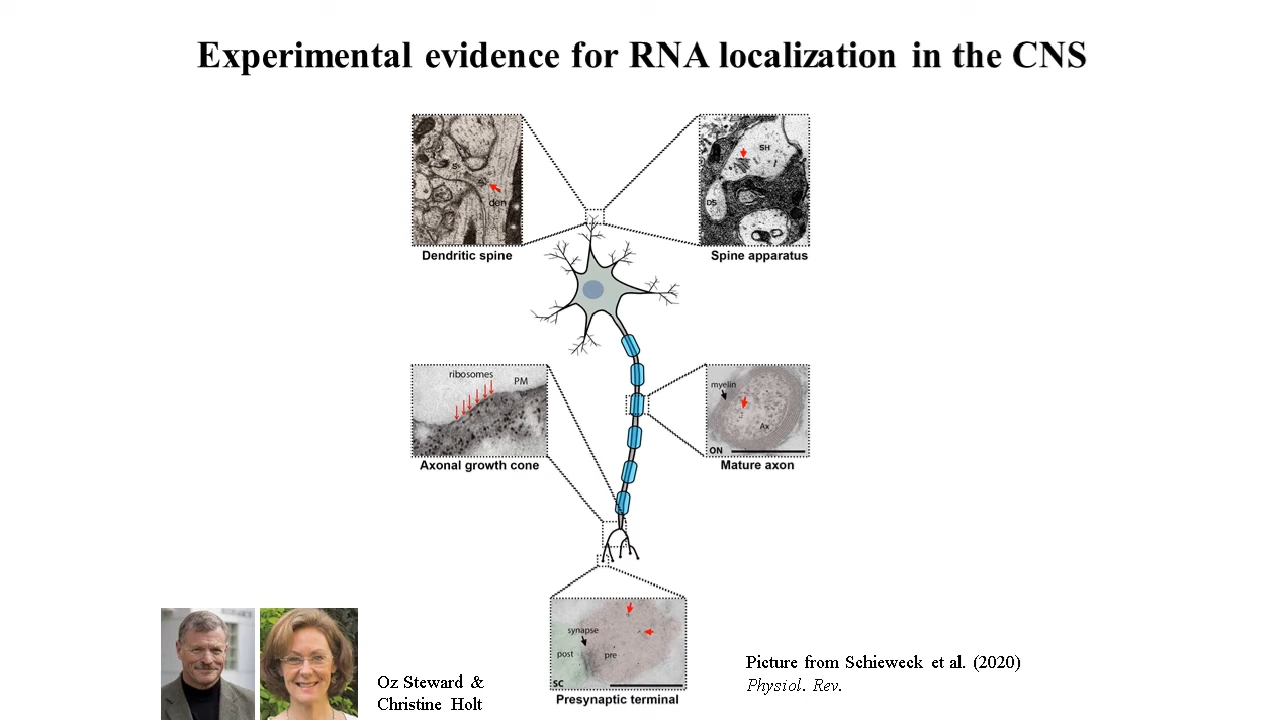 Experimental evidence for RNA localization in the CNS
S
den
Dendritic spine
SH
DS
Spine apparatus
ribosomes
PM
Axonal growth cone
myelin
Ax
ON
Mature axon
synapse
post
pre
SC
Presynaptic terminal
Oz Steward &
Christine Holt
Picture from Schieweck et al. (2020)
Physiol. Rev.